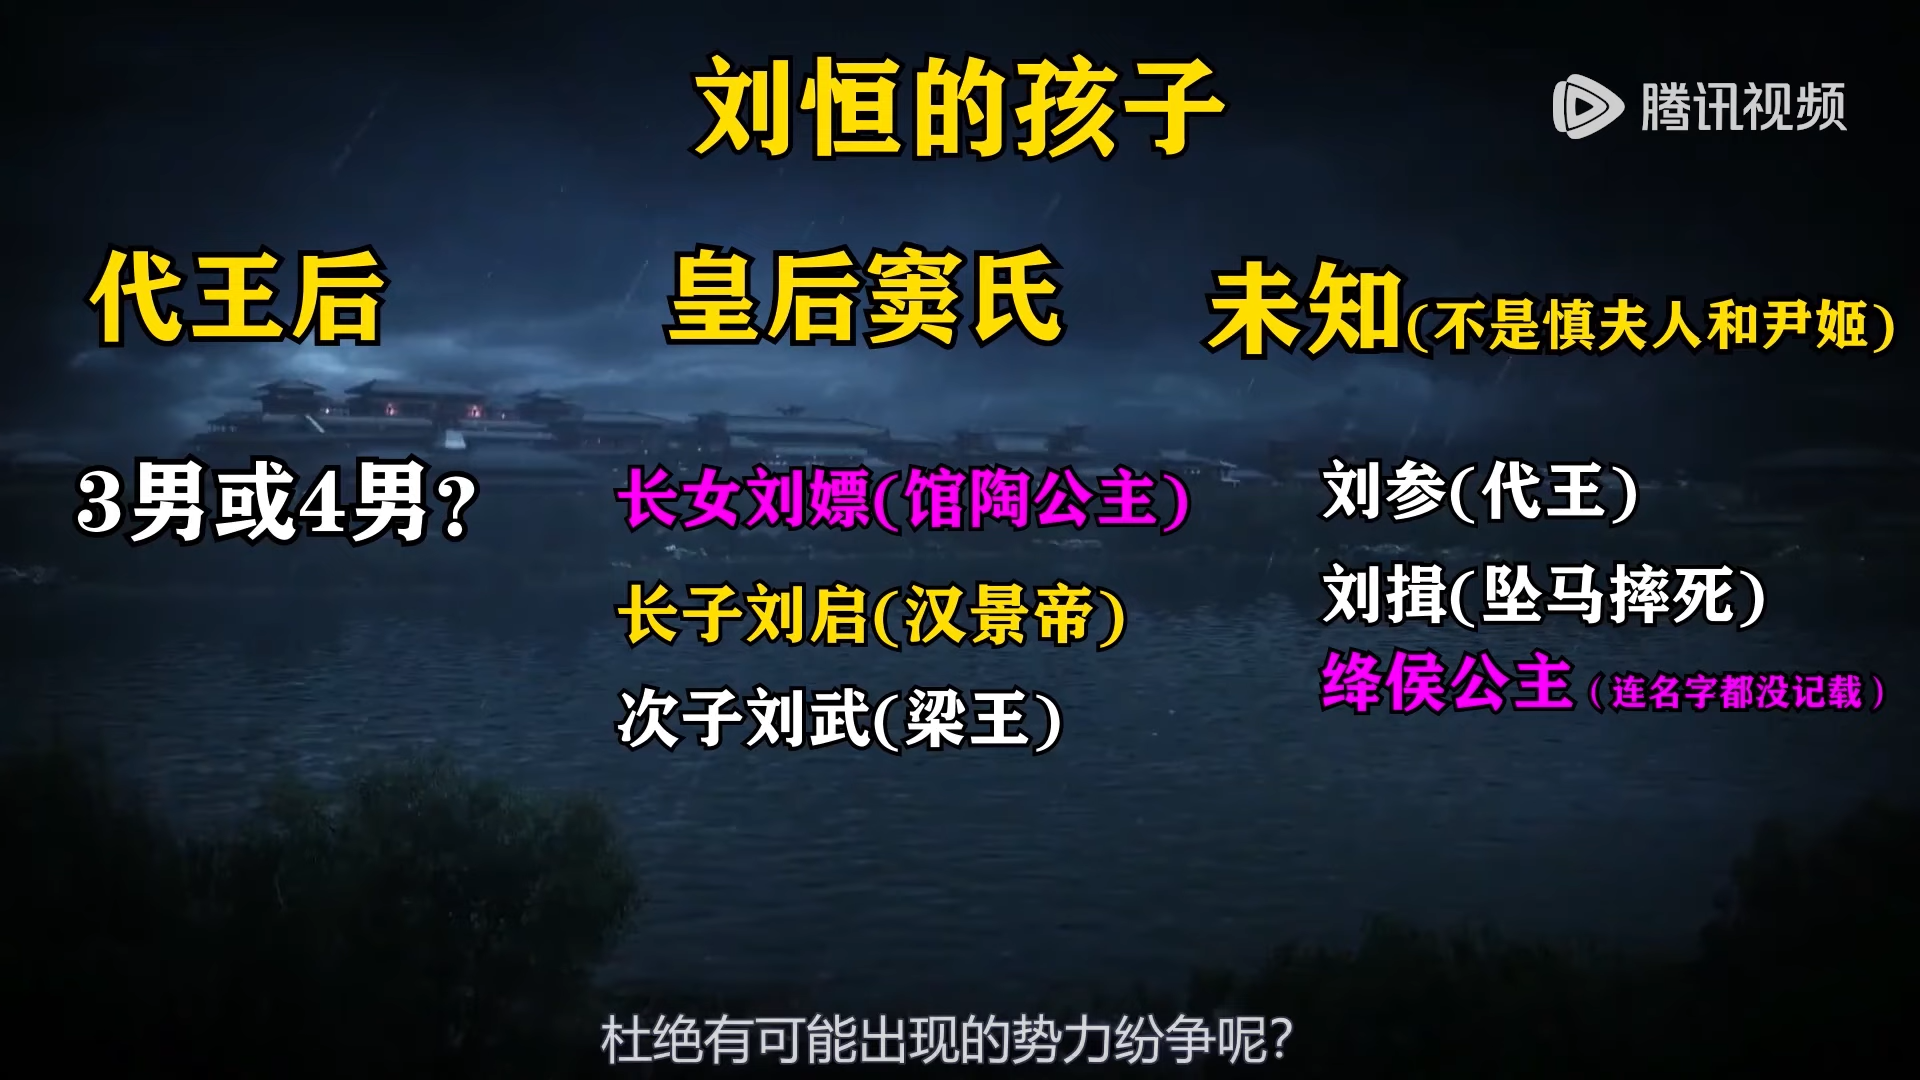 刘恒的孩子
腾讯视频
代王后
皇后窦氏
未知(不是慎夫人和尹姬)
3男或4男?
长女刘嫖(馆陶公主)
长子刘启(汉景帝)
次子刘武(梁王)
刘参(代王)
刘揖(坠马摔死)
绛侯公主(连名字都没记载)
杜绝有可能出现的势力纷争呢?